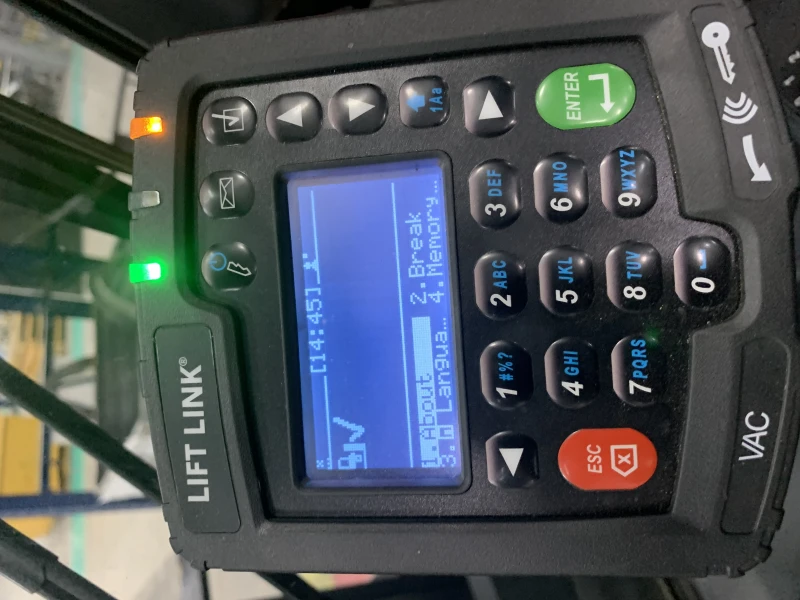 LIFT LINK®
[14:45]
1.About 2.Break
3. Langua… 4.Memory…
1Aa
1 #%?
2 ABC
3 DEF
ENTER
4 GHI
5 JKL
6 MNO
ESC
7 PQRS
8 TUV
9 WXYZ
0
VAC